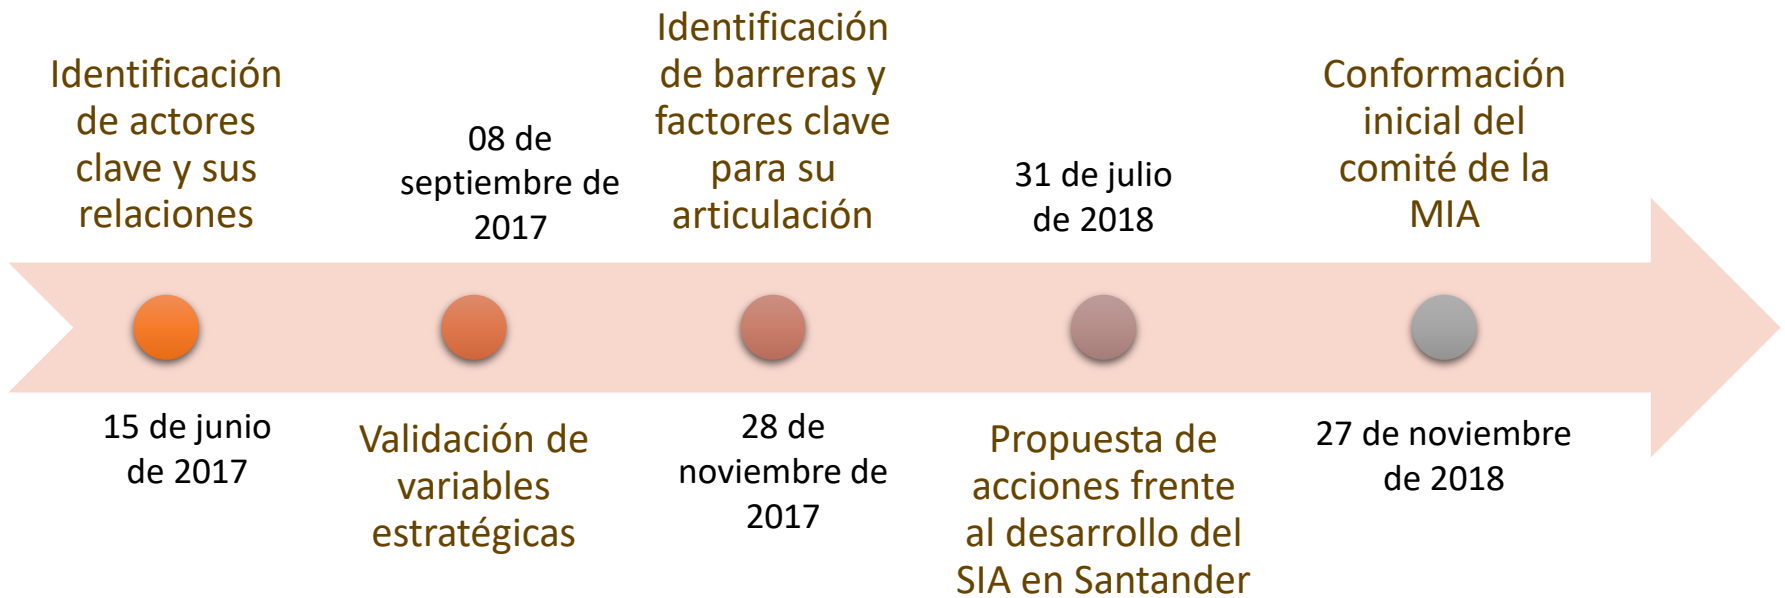 Identificación
de actores
clave y sus
relaciones
15 de junio
de 2017
08 de
septiembre de
2017
Validación de
variables
estratégicas
Identificación
de barreras y
factores clave
para su
articulación
28 de
noviembre de
2017
31 de julio
de 2018
Propuesta de
acciones frente
al desarrollo del
SIA en Santander
Conformación
inicial del
comité de la
MIA
27 de noviembre
de 2018